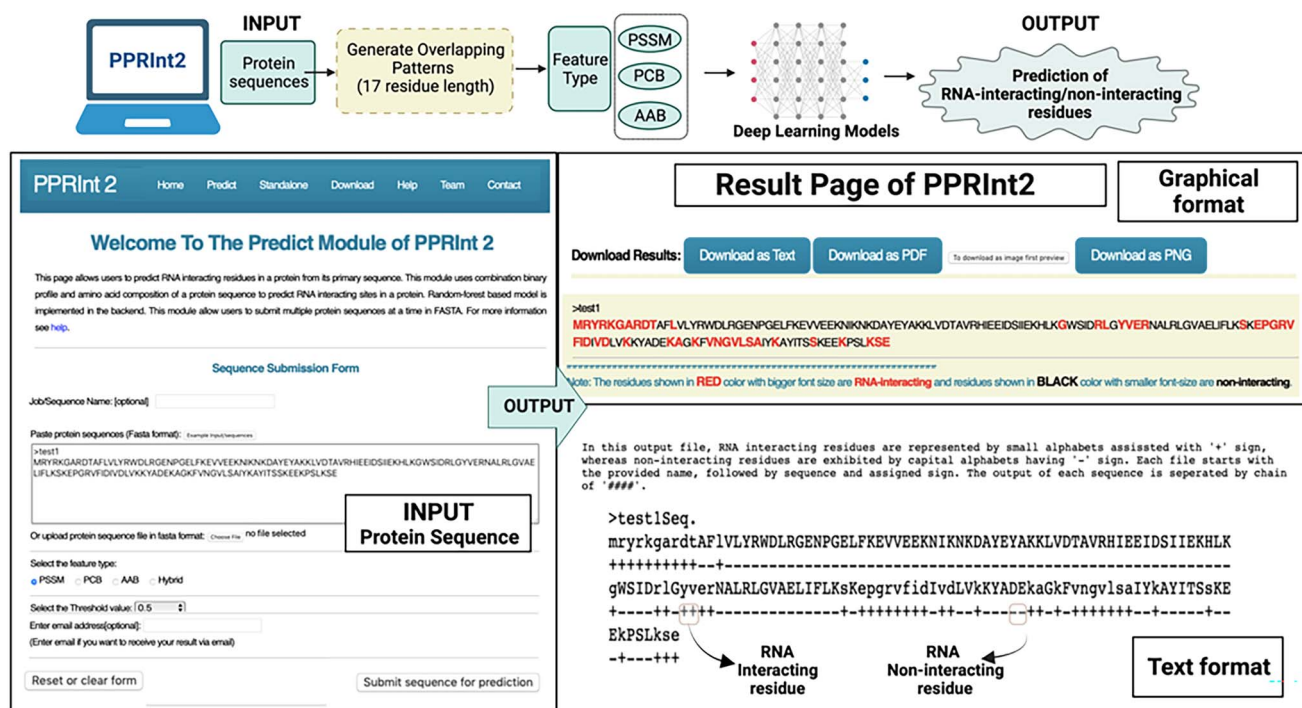 PPRInt2
INPUT
Protein sequences
Generate Overlapping Patterns (17 residue length)
Feature Type
PSSM
PCB
AAB
Deep Learning Models
OUTPUT
Prediction of RNA-interacting/non-interacting residues
PPRInt 2
Home Predict Standalone Download Help Team Contact
Welcome To The Predict Module of PPRInt 2
This page allows users to predict RNA interacting residues in a protein from its primary sequence. This module uses combination binary
profile and amino acid composition of a protein sequence to predict RNA interacting sites in a protein. Random-forest based model is
implemented in the backend. This module allow users to submit multiple protein sequences at a time in FASTA. For more information
see help.
Sequence Submission Form
Job/Sequence Name: [optional]
Paste protein sequences (Fasta format): Example Input/sequences
>test1
MRYRKGARDTAFLVLYRWDLRGENPGELFKEVVEEKNIKNKDAYEYAKKLVDTAVRHIEEIDSIIEKHLKGWSIDRLGYVERNALRLGVAE
LIFLKSKEPGRVFIDIVDLVKKYADEKAGKFVNGVLSAIYKAYITSSKEEKPSLKSE
INPUT
Protein Sequence
Or upload protein sequence file in fasta format: Choose File no file selected
Select the feature type:
PSSM PCB AAB Hybrid
Select the Threshold value: 0.5
Enter email address[optional]:
(Enter email if you want to receive your result via email)
Reset or clear form Submit sequence for prediction
OUTPUT
Result Page of PPRInt2
Graphical format
Download Results: Download as Text Download as PDF To download as image first preview Download as PNG
>test1
MRYRKGARDTAFLVLYRWDLRGENPGELFKEVVEEKNIKNKDAYEYAKKLVDTAVRHIEEIDSIIEKHLKGWSIDRLGYVERNALRLGVAELIFLKSKEPGRV
FIDIVDLVKKYADEKAGKFVNGVLSAIYKAYITSSKEEKPSLKSE
Note: The residues shown in RED color with bigger font size are RNA-interacting and residues shown in BLACK color with smaller font-size are non-interacting.
In this output file, RNA interacting residues are represented by small alphabets assissted with '+' sign,
whereas non-interacting residues are exhibited by capital alphabets having '-' sign. Each file starts with
the provided name, followed by sequence and assigned sign. The output of each sequence is seperated by chain
of '####'.
>test1Seq.
mryrkgardtAFlVLYRWDLRGENPGELFKEVVEEKNIKNKDAYEYAKKLVDTAVRHIEEIDSIIEKHLK
++++++++++--+---------------------------------------------------------
gWSIDrlGyverNALRLGVAELIFLKsKepgrvfidIvdLVkKYADEkaGkFvngvlsaIYkAYITSsKE
+----++-++++--------------+-++++++++-++--+-----++-+-+++++++--+-----+--
EkPSLkse
-+---+++
RNA Interacting residue
RNA Non-interacting residue
Text format